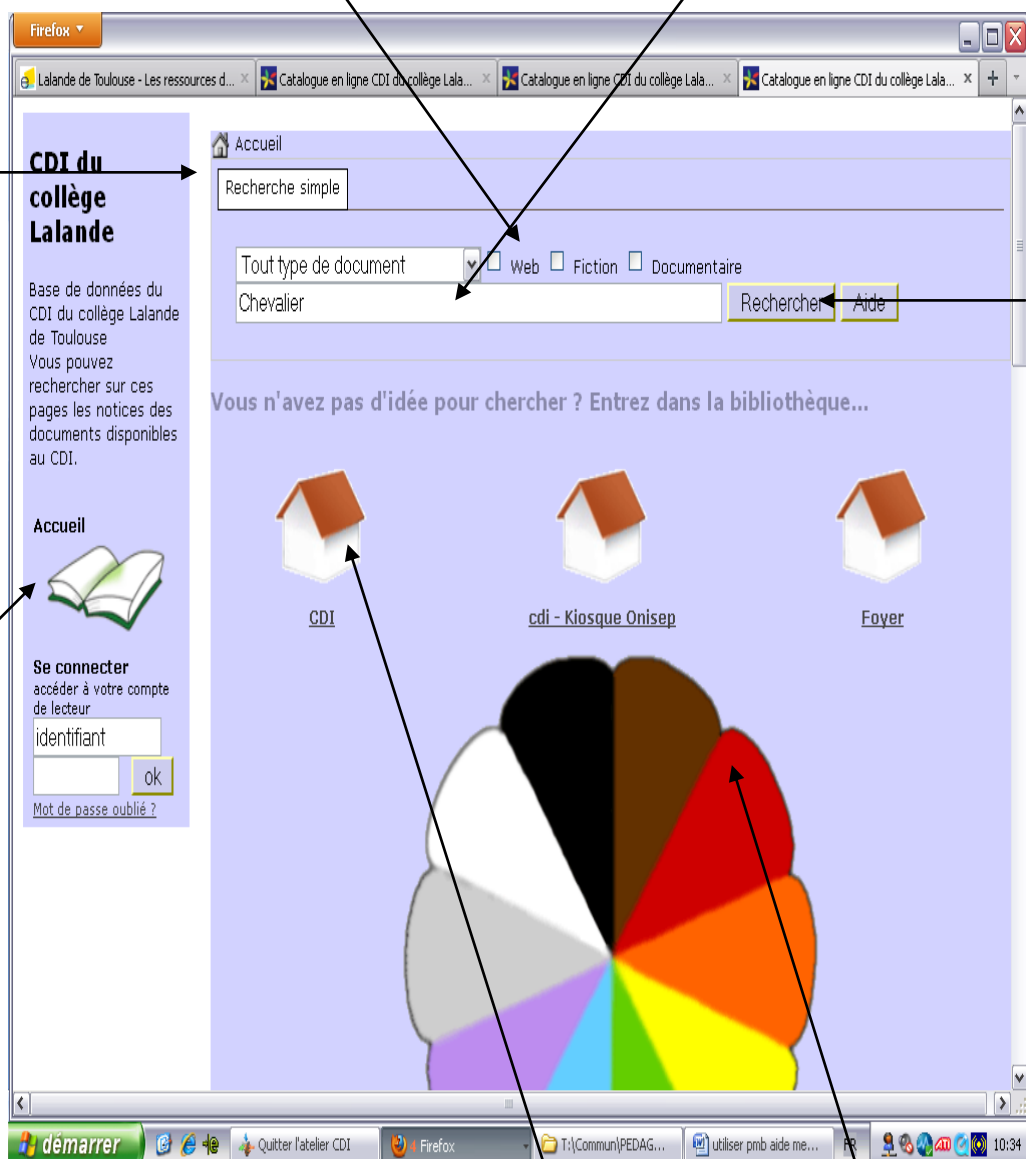 Firefox
Lalande de Toulouse - Les ressources d...
Catalogue en ligne CDI du collège Lala...
Catalogue en ligne CDI du collège Lala...
Catalogue en ligne CDI du collège Lala...
CDI du
collège
Lalande
Base de données du
CDI du collège Lalande
de Toulouse
Vous pouvez
rechercher sur ces
pages les notices des
documents disponibles
au CDI.
Accueil
Se connecter
accéder à votre compte
de lecteur
identifiant
ok
Mot de passe oublié ?
Accueil
Recherche simple
Tout type de document Web Fiction Documentaire
Chevalier Rechercher Aide
Vous n'avez pas d'idée pour chercher ? Entrez dans la bibliothèque...
CDI
cdi - Kiosque Onisep
Foyer
démarrer Quitter l'atelier CDI 4 Firefox T:\Commun\PEDAG... utiliser pmb aide me... FR 10:34